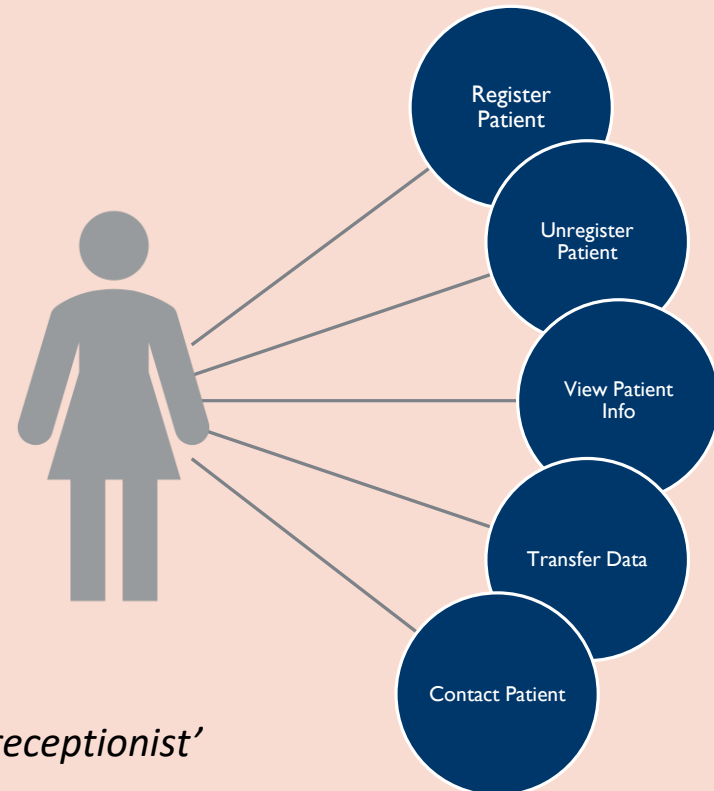 Register
Patient
Unregister
Patient
View Patient
Info
Transfer Data
Contact Patient
receptionist’